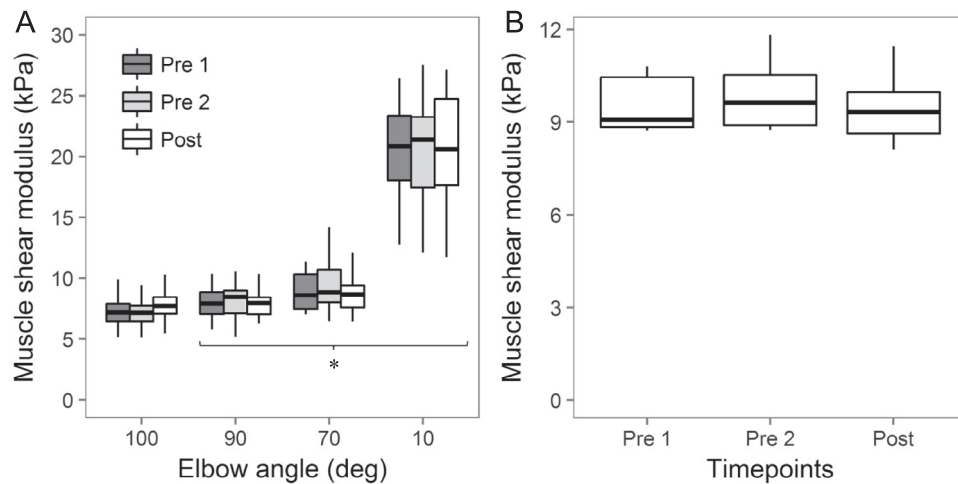 A
Muscle shear modulus (kPa)
30
25
20
15
10
5
0
Pre 1
Pre 2
Post
*
100 90 70 10
Elbow angle (deg)
B
Muscle shear modulus (kPa)
12
9
6
3
0
Pre 1 Pre 2 Post
Timepoints